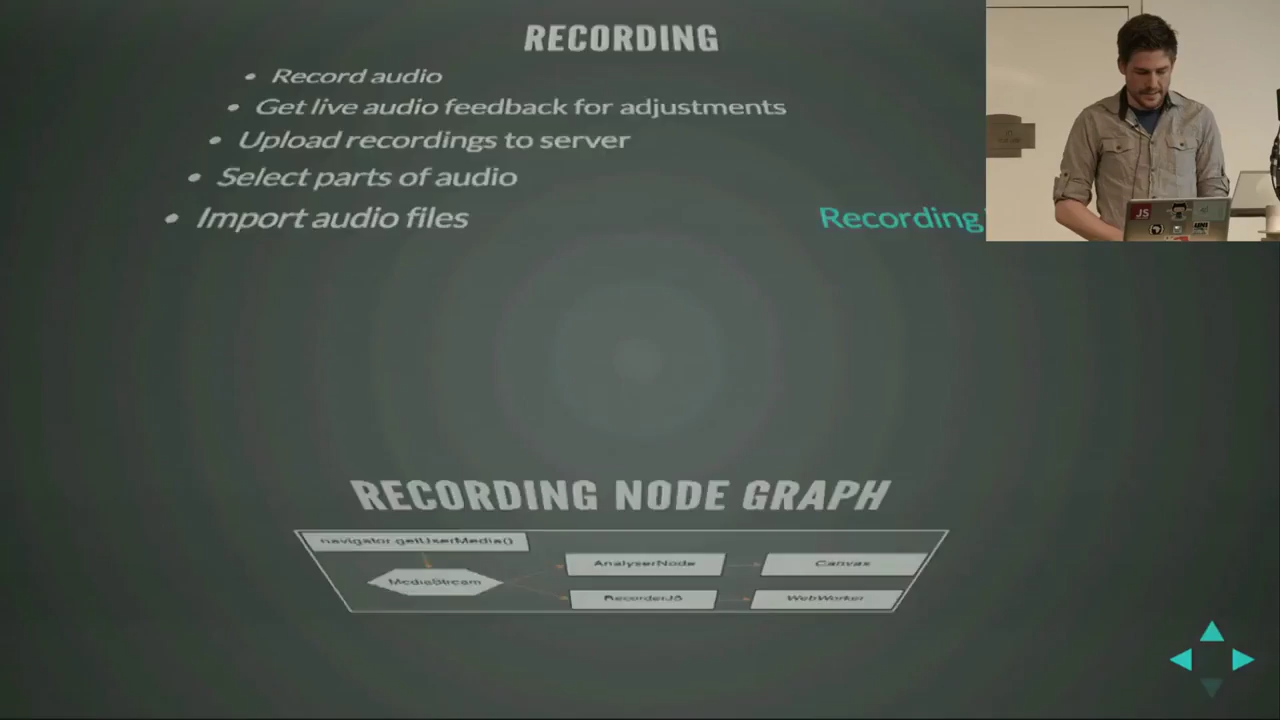 RECORDING
• Record audio
• Get live audio feedback for adjustments
• Upload recordings to server
• Select parts of audio
• Import audio files
Recording
RECORDING NODE GRAPH
navigator.getUserMedia()
MediaStream
AnalyserNode
Canvas
RecorderJS
WebWorker
JS